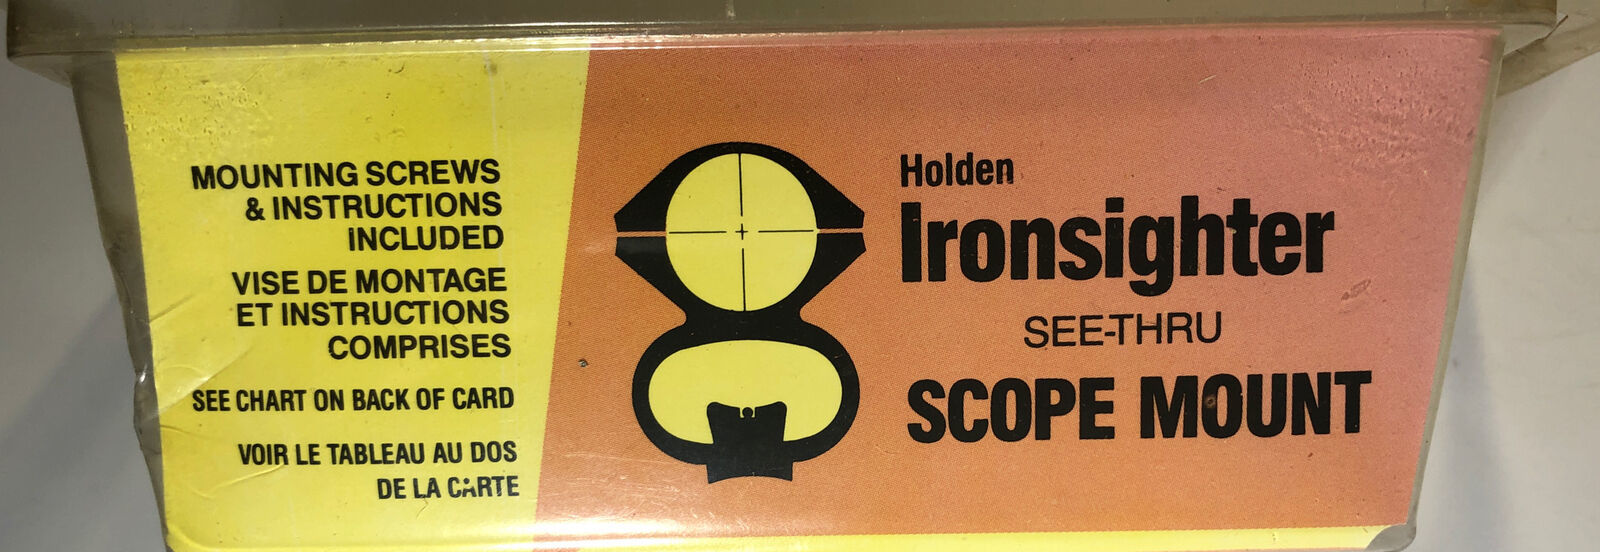 MOUNTING SCREWS
& INSTRUCTIONS
INCLUDED
VISE DE MONTAGE
ET INSTRUCTIONS
COMPRISES
SEE CHART ON BACK OF CARD
VOIR LE TABLEAU AU DOS
DE LA CARTE
Holden
Ironsighter
SEE-THRU
SCOPE MOUNT